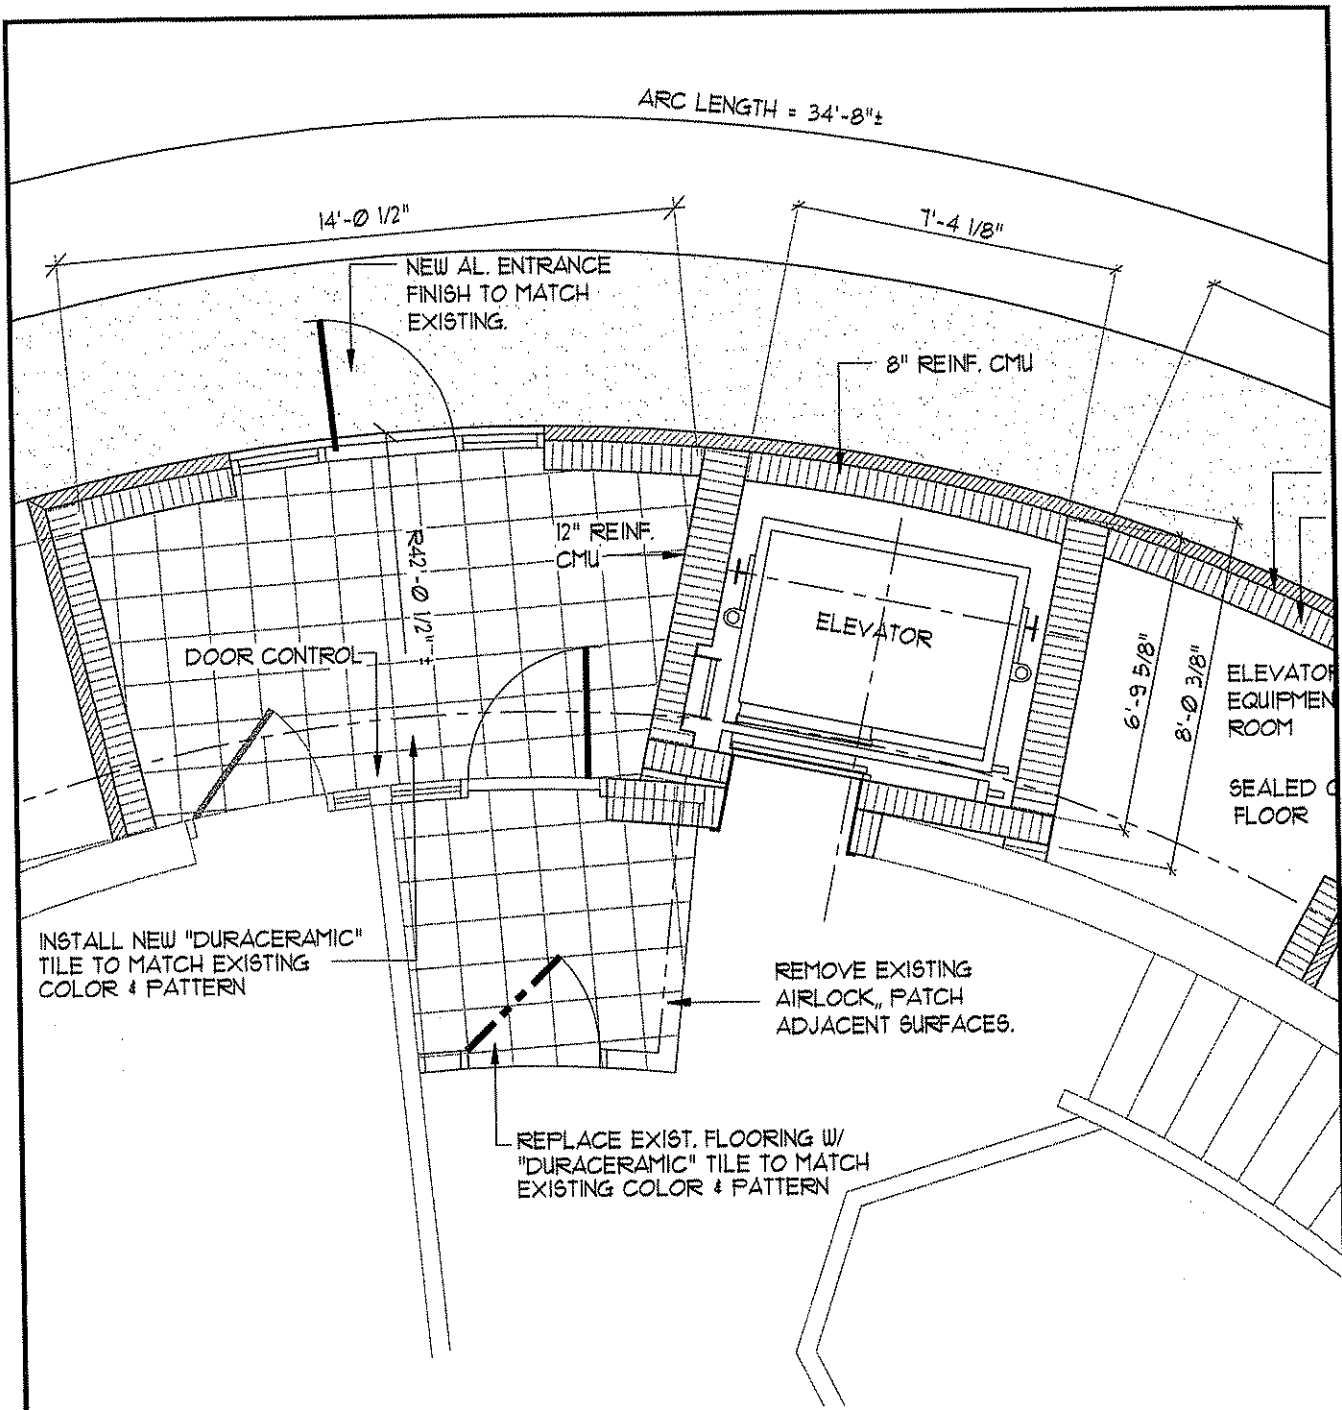 ARC LENGTH = 34'-8"±
14'-0 1/2"
7'-4 1/8"
NEW AL. ENTRANCE
FINISH TO MATCH
EXISTING.
8" REINF. CMU
12" REINF.
CMU
R42'-0 1/2"±
ELEVATOR
DOOR CONTROL
6'-9 5/8"
8'-0 3/8"
ELEVATOR
EQUIPMEN
ROOM
SEALED
FLOOR
INSTALL NEW "DURACERAMIC"
TILE TO MATCH EXISTING
COLOR & PATTERN
REMOVE EXISTING
AIRLOCK,, PATCH
ADJACENT SURFACES.
REPLACE EXIST. FLOORING W/
"DURACERAMIC" TILE TO MATCH
EXISTING COLOR & PATTERN